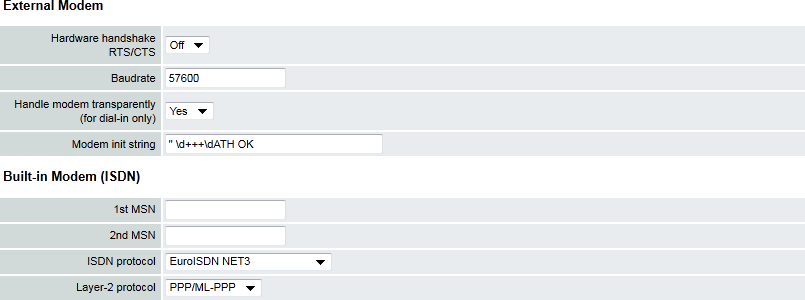 External Modem
Hardware handshake Off
RTS/CTS
Baudrate 57600
Handle modem transparently Yes
(for dial-in only)
Modem init string " \d+++\dATH OK
Built-in Modem (ISDN)
1st MSN
2nd MSN
ISDN protocol EuroISDN NET3
Layer-2 protocol PPP/ML-PPP